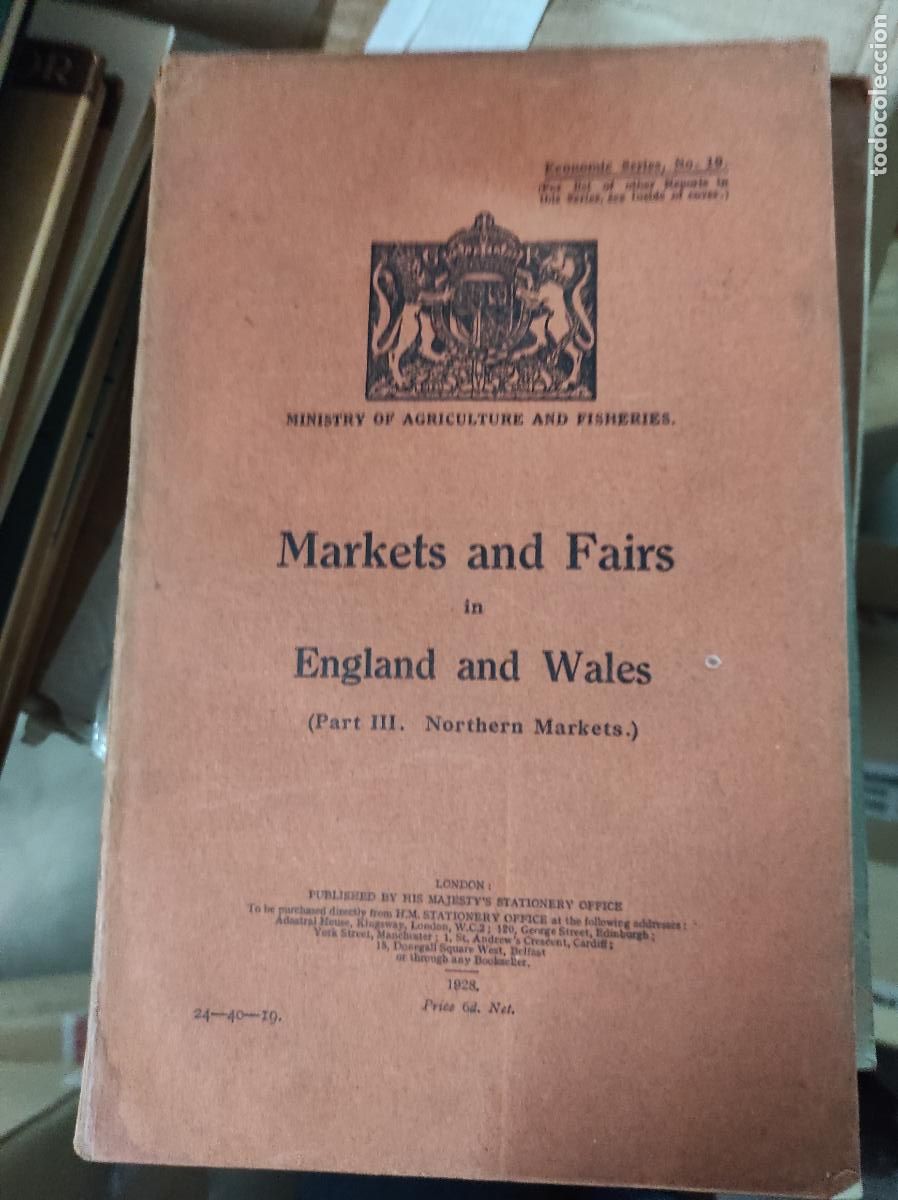 todocoleccion
OR
Economic Series, No. 19.
(For list of other Reports in
this Series, see inside of cover.)
MINISTRY OF AGRICULTURE AND FISHERIES.
Markets and Fairs
in
England and Wales
(Part III. Northern Markets.)
LONDON:
PUBLISHED BY HIS MAJESTY'S STATIONERY OFFICE
To be purchased directly from H.M. STATIONERY OFFICE at the following addresses:
Adastral House, Kingsway, London, W.C.2; 120, George Street, Edinburgh;
York Street, Manchester; 1, St. Andrew's Crescent, Cardiff;
15, Donegall Square West, Belfast
or through any Bookseller.
1928.
Price 6d. Net.
24—40—19.